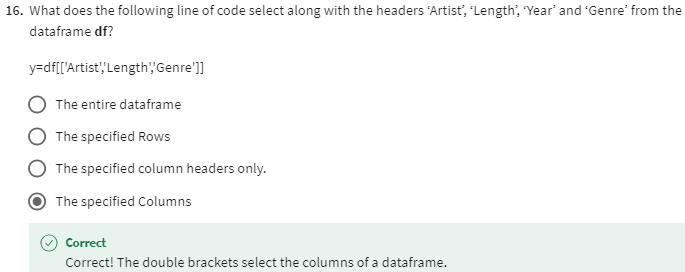 16. What does the following line of code select along with the headers ‘Artist’, ‘Length’, ‘Year’ and ‘Genre’ from the
dataframe df?
y=df[['Artist','Length','Genre']]
The entire dataframe
The specified Rows
The specified column headers only.
The specified Columns
Correct
Correct! The double brackets select the columns of a dataframe.